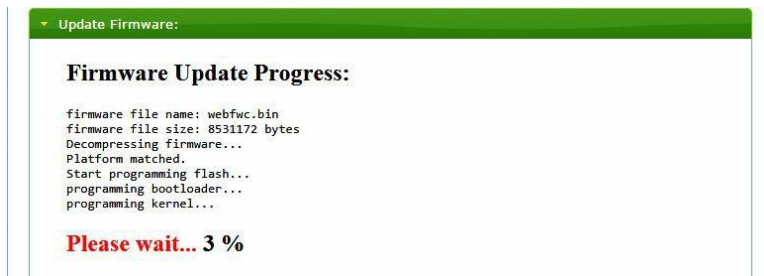 Update Firmware:
Firmware Update Progress:
firmware file name: webfwc.bin
firmware file size: 8531172 bytes
Decompressing firmware...
Platform matched.
Start programming flash...
programming bootloader...
programming kernel...
Please wait... 3 %